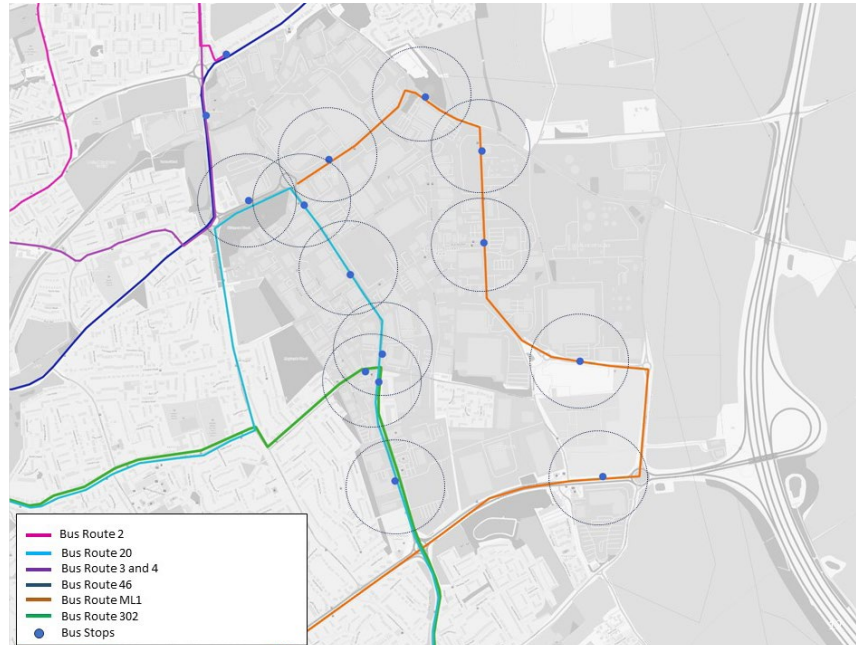 Bus Route 2
Bus Route 20
Bus Route 3 and 4
Bus Route 46
Bus Route ML1
Bus Route 302
Bus Stops